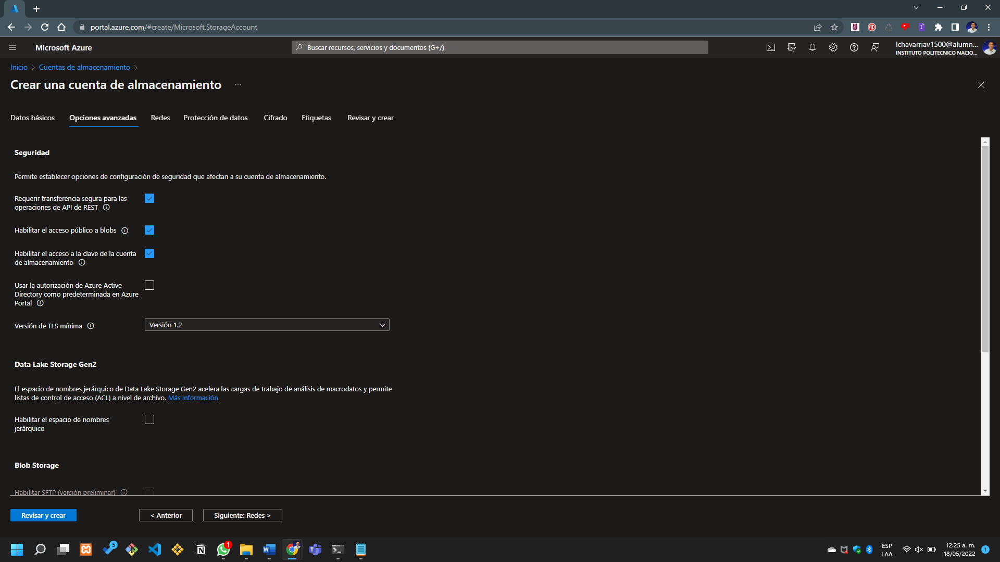 portal.azure.com/#create/Microsoft.StorageAccount
Microsoft Azure
Buscar recursos, servicios y documentos (G+/)
lchavarriav1500@alumn...
INSTITUTO POLITECNICO NACIO...
Inicio > Cuentas de almacenamiento >
Crear una cuenta de almacenamiento ...
Datos básicos Opciones avanzadas Redes Protección de datos Cifrado Etiquetas Revisar y crear
Seguridad
Permite establecer opciones de configuración de seguridad que afectan a su cuenta de almacenamiento.
Requerir transferencia segura para las
operaciones de API de REST
Habilitar el acceso público a blobs
Habilitar el acceso a la clave de la cuenta
de almacenamiento
Usar la autorización de Azure Active
Directory como predeterminada en Azure
Portal
Versión de TLS mínima
Versión 1.2
Data Lake Storage Gen2
El espacio de nombres jerárquico de Data Lake Storage Gen2 acelera las cargas de trabajo de análisis de macrodatos y permite
listas de control de acceso (ACL) a nivel de archivo. Más información
Habilitar el espacio de nombres
jerárquico
Blob Storage
Habilitar SFTP (versión preliminar)
Revisar y crear
< Anterior
Siguiente: Redes >
5
1
ESP
LAA
12:25 a. m.
18/05/2022
1